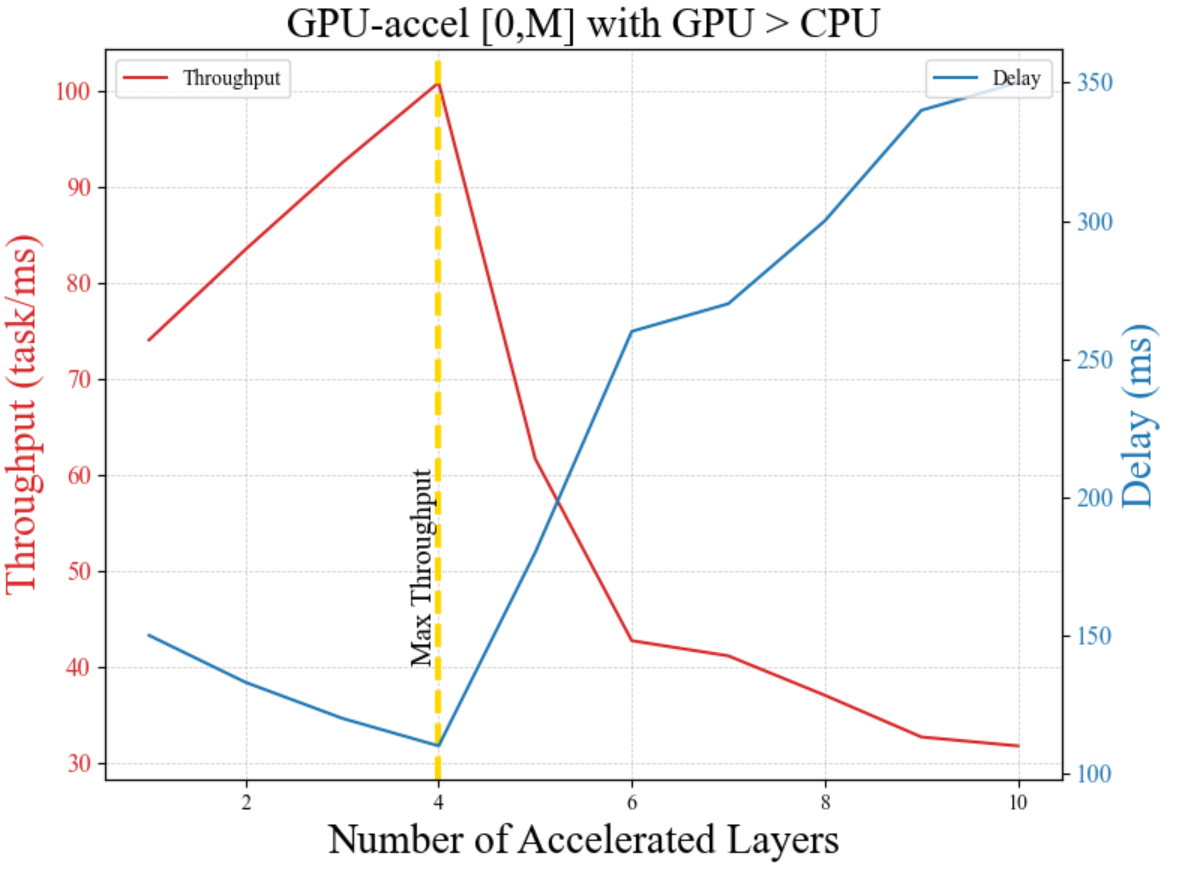 GPU-accel [0,M] with GPU > CPU
Throughput
Delay
100
90
80
70
60
50
40
30
Throughput (task/ms)
Max Throughput
350
300
250
200
150
100
Delay (ms)
2
4
6
8
10
Number of Accelerated Layers